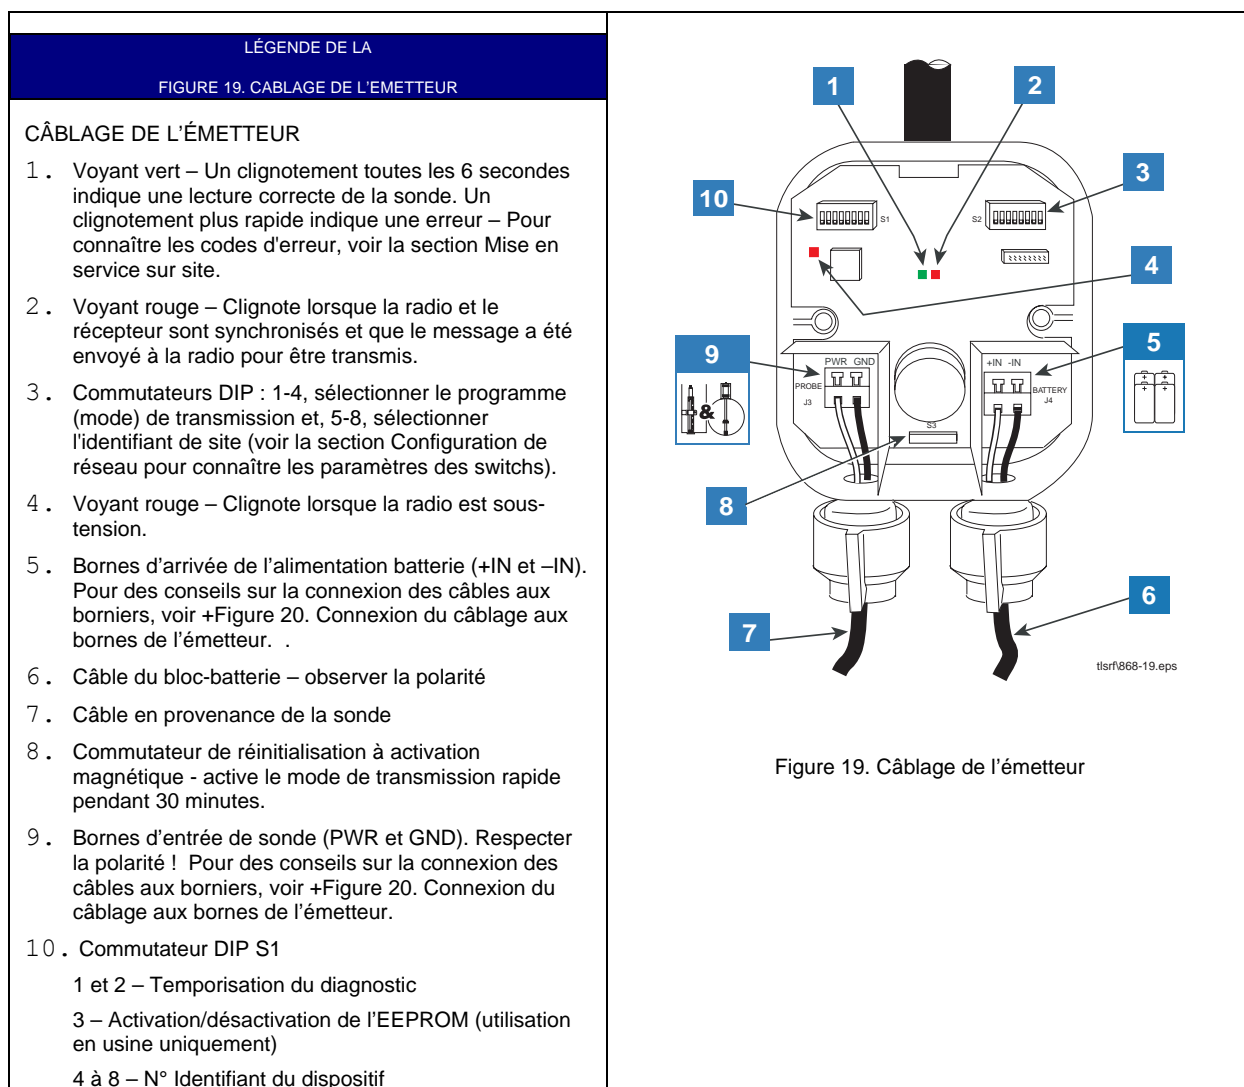 LÉGENDE DE LA
FIGURE 19. CABLAGE DE L'EMETTEUR
CÂBLAGE DE L'ÉMETTEUR
1. Voyant vert – Un clignotement toutes les 6 secondes
indique une lecture correcte de la sonde. Un
clignotement plus rapide indique une erreur – Pour
connaître les codes d'erreur, voir la section Mise en
service sur site.
2. Voyant rouge – Clignote lorsque la radio et le
récepteur sont synchronisés et que le message a été
envoyé à la radio pour être transmis.
3. Commutateurs DIP : 1-4, sélectionner le programme
(mode) de transmission et, 5-8, sélectionner
l'identifiant de site (voir la section Configuration de
réseau pour connaître les paramètres des switchs).
4. Voyant rouge – Clignote lorsque la radio est sous-
tension.
5. Bornes d'arrivée de l'alimentation batterie (+IN et –IN).
Pour des conseils sur la connexion des câbles aux
borniers, voir +Figure 20. Connexion du câblage aux
bornes de l'émetteur. .
6. Câble du bloc-batterie – observer la polarité
7. Câble en provenance de la sonde
8. Commutateur de réinitialisation à activation
magnétique - active le mode de transmission rapide
pendant 30 minutes.
9. Bornes d'entrée de sonde (PWR et GND). Respecter
la polarité ! Pour des conseils sur la connexion des
câbles aux borniers, voir +Figure 20. Connexion du
câblage aux bornes de l'émetteur.
10. Commutateur DIP S1
1 et 2 – Temporisation du diagnostic
3 – Activation/désactivation de l'EEPROM (utilisation
en usine uniquement)
4 à 8 – N° Identifiant du dispositif
1
2
3
10
S1
S2
4
9
PWR GND
+IN -IN
5
PROBE
J3
BATTERY
J4
&
S3
8
6
7
tlsrf\868-19.eps
Figure 19. Câblage de l'émetteur